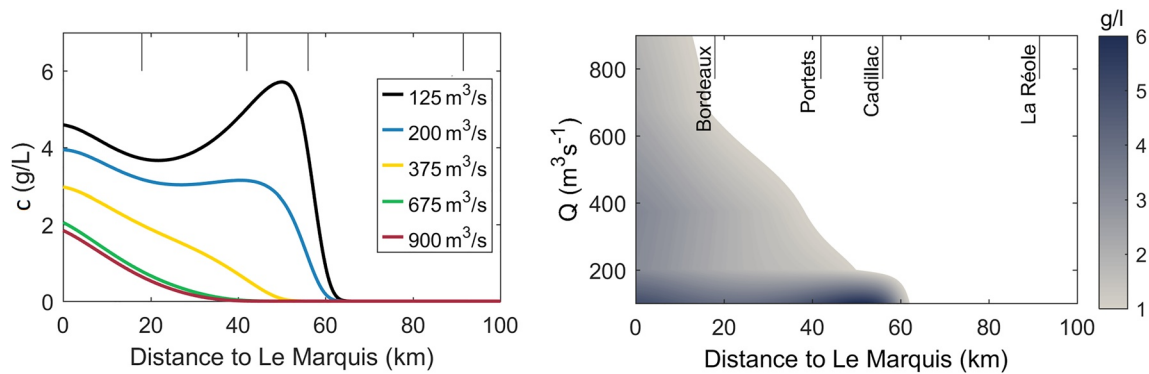 6
4
2
0
c (g/L)
0 20 40 60 80 100
Distance to Le Marquis (km)
125 m³/s
200 m³/s
375 m³/s
675 m³/s
900 m³/s
800
600
400
200
Q (m³s⁻¹)
0 20 40 60 80 100
Distance to Le Marquis (km)
Bordeaux
Portets
Cadillac
La Réole
g/l
6
5
4
3
2
1